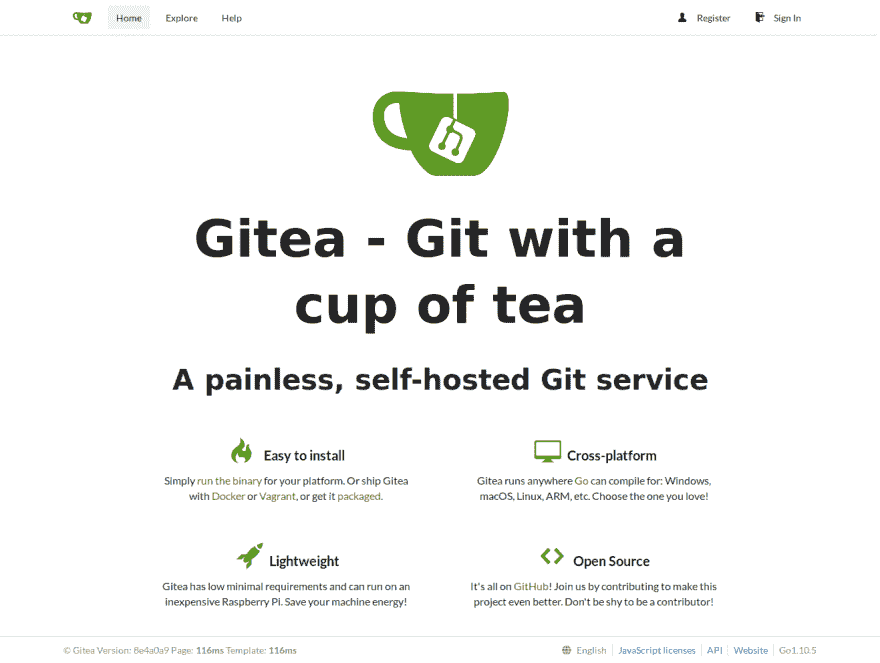 Home Explore Help Register Sign In
Gitea - Git with a
cup of tea
A painless, self-hosted Git service
Easy to install
Simply run the binary for your platform. Or ship Gitea
with Docker or Vagrant, or get it packaged.
Cross-platform
Gitea runs anywhere Go can compile for: Windows,
macOS, Linux, ARM, etc. Choose the one you love!
Lightweight
Gitea has low minimal requirements and can run on an
inexpensive Raspberry Pi. Save your machine energy!
Open Source
It's all on GitHub! Join us by contributing to make this
project even better. Don't be shy to be a contributor!
© Gitea Version: 8e4a0a9 Page: 116ms Template: 116ms English JavaScript licenses API Website Go1.10.5